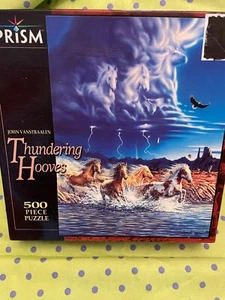 PRISM
JOHN VANSTRAALEN
Thundering
Hooves
500
PIECE
PUZZLE